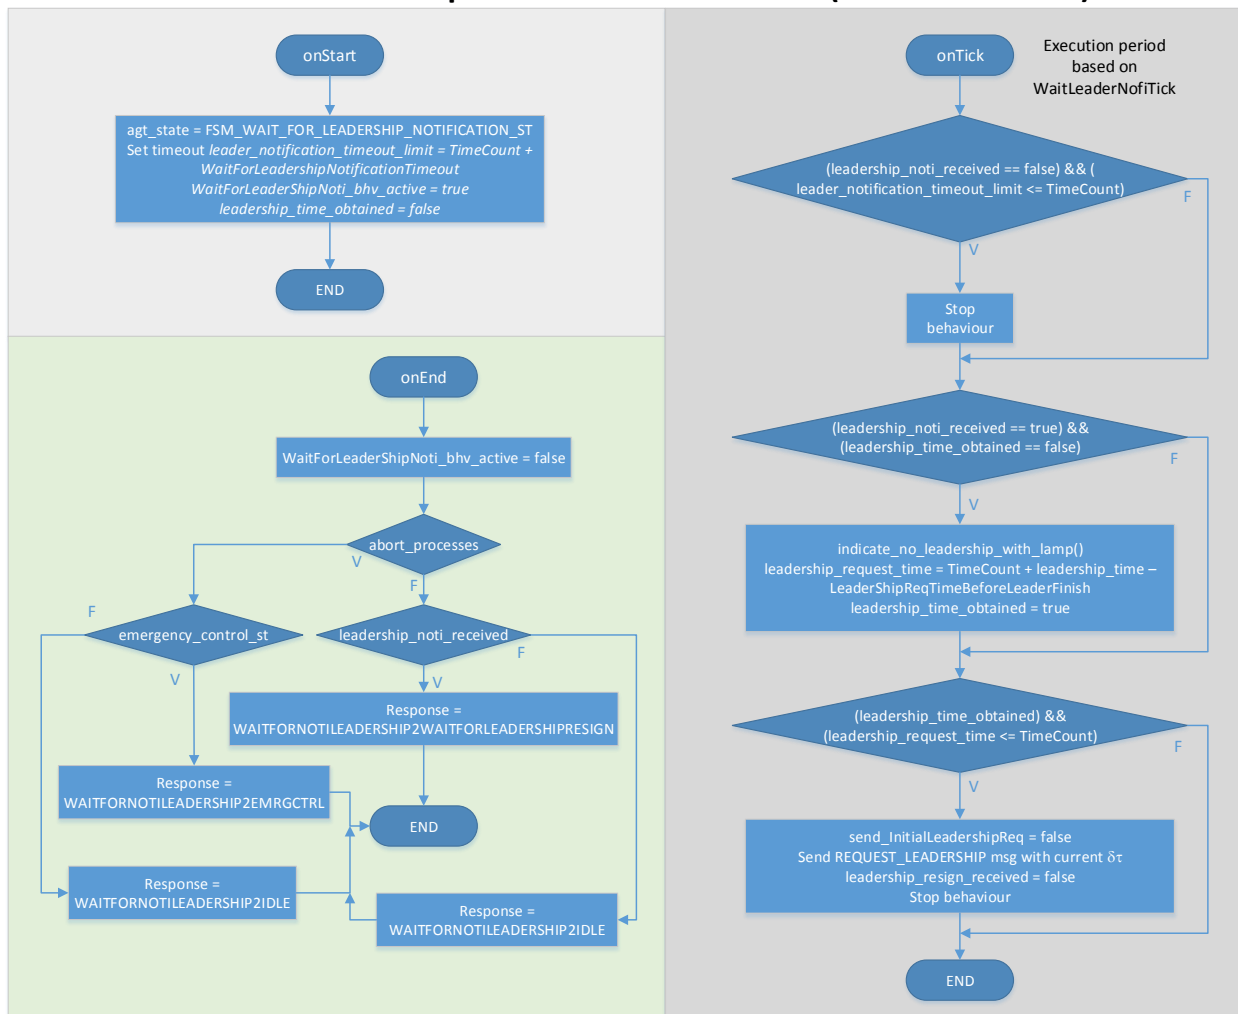 onStart
agt_state = FSM_WAIT_FOR_LEADERSHIP_NOTIFICATION_ST
Set timeout leader_notification_timeout_limit = TimeCount +
WaitForLeadershipNotificationTimeout
WaitForLeaderShipNoti_bhv_active = true
leadership_time_obtained = false
END
onEnd
WaitForLeaderShipNoti_bhv_active = false
abort_processes
V
F
F
emergency_control_st
leadership_noti_received
F
V
V
Response =
WAITFORNOTILEADERSHIP2WAITFORLEADERSHIPRESIGN
Response =
WAITFORNOTILEADERSHIP2EMRGCTRL
END
Response =
WAITFORNOTILEADERSHIP2IDLE
Response =
WAITFORNOTILEADERSHIP2IDLE
onTick
Execution period
based on
WaitLeaderNofiTick
(leadership_noti_received == false) && (
leader_notification_timeout_limit <= TimeCount)
F
V
Stop
behaviour
(leadership_noti_received == true) &&
(leadership_time_obtained == false)
F
V
indicate_no_leadership_with_lamp()
leadership_request_time = TimeCount + leadership_time –
LeaderShipReqTimeBeforeLeaderFinish
leadership_time_obtained = true
(leadership_time_obtained) &&
(leadership_request_time <= TimeCount)
F
V
send_InitialLeadershipReq = false
Send REQUEST_LEADERSHIP msg with current δτ
leadership_resign_received = false
Stop behaviour
END